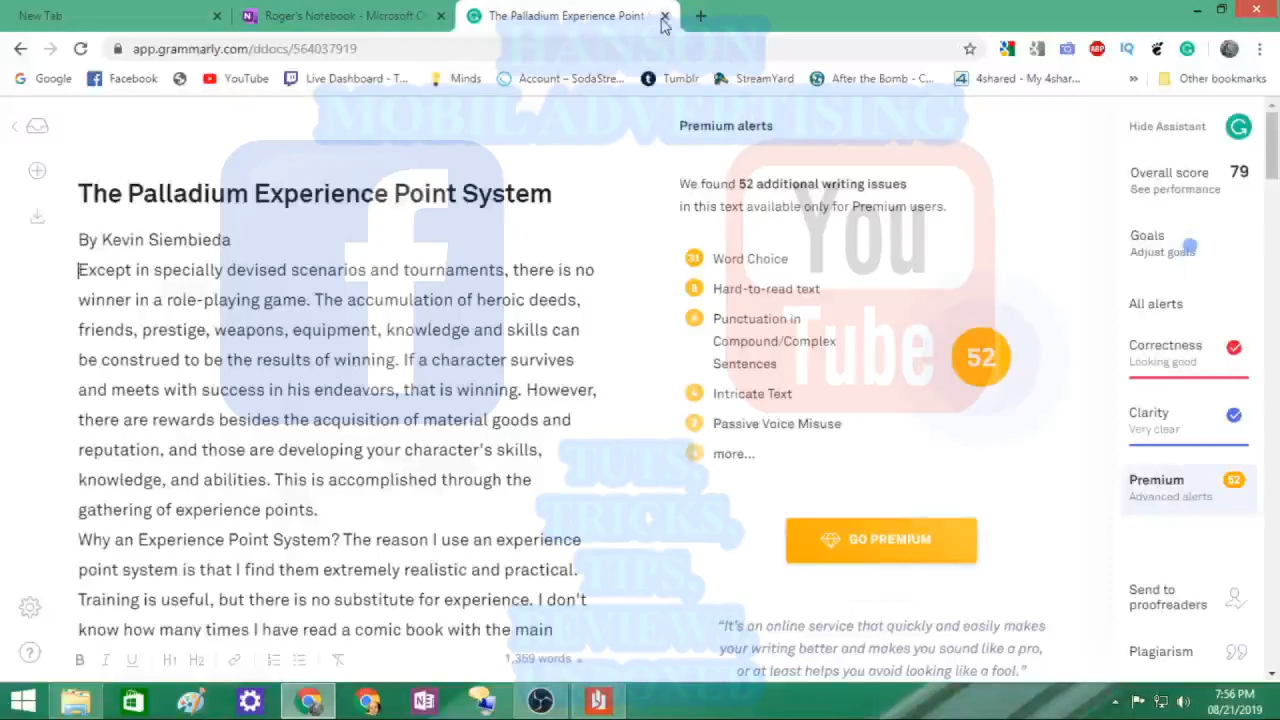 New Tab
Roger's Notebook - Microsoft C
The Palladium Experience Point
app.grammarly.com/ddocs/564037919
Google
Facebook
YouTube
Live Dashboard - T...
Minds
Account – SodaStre...
Tumblr
StreamYard
After the Bomb - C...
4shared - My 4shar...
Other bookmarks
HANSON
MOBIL ADVERTISING
Premium alerts
Hide Assistant
We found 52 additional writing issues
in this text available only for Premium users.
Overall score 79
See performance
The Palladium Experience Point System
By Kevin Siembieda
Except in specially devised scenarios and tournaments, there is no
winner in a role-playing game. The accumulation of heroic deeds,
friends, prestige, weapons, equipment, knowledge and skills can
be construed to be the results of winning. If a character survives
and meets with success in his endeavors, that is winning. However,
there are rewards besides the acquisition of material goods and
reputation, and those are developing your character's skills,
knowledge, and abilities. This is accomplished through the
gathering of experience points.
Why an Experience Point System? The reason I use an experience
point system is that I find them extremely realistic and practical.
Training is useful, but there is no substitute for experience. I don't
know how many times I have read a comic book with the main
B I U H1 H2
1,359 words
31 Word Choice
Hard-to-read text
Punctuation in
Compound/Complex
Sentences
Intricate Text
Passive Voice Misuse
more...
52
GO PREMIUM
"It's an online service that quickly and easily makes
your writing better and makes you sound like a pro,
or at least helps you avoid looking like a fool."
Goals
Adjust goals
All alerts
Correctness
Looking good
Clarity
Very clear
Premium 52
Advanced alerts
Send to
proofreaders
Plagiarism
f
You
Tube
TUTS,
TRICKS,
TIPS,
7:56 PM
08/21/2019